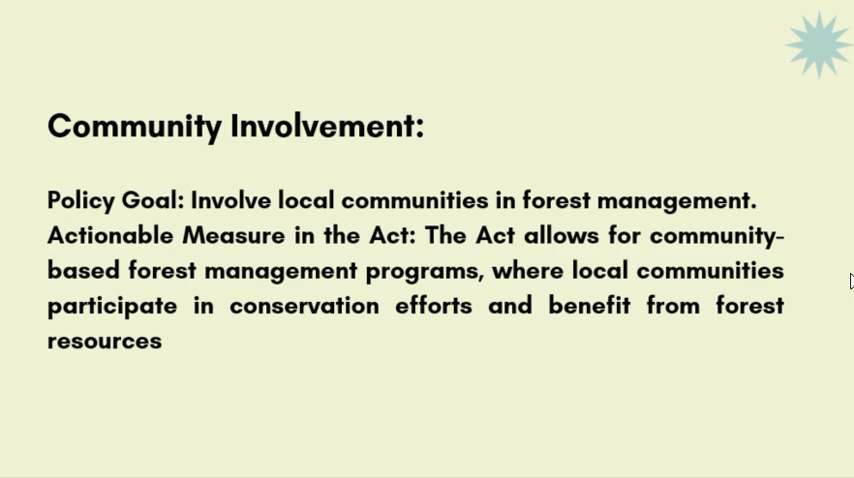 Community Involvement:
Policy Goal: Involve local communities in forest management.
Actionable Measure in the Act: The Act allows for community-
based forest management programs, where local communities
participate in conservation efforts and benefit from forest
resources